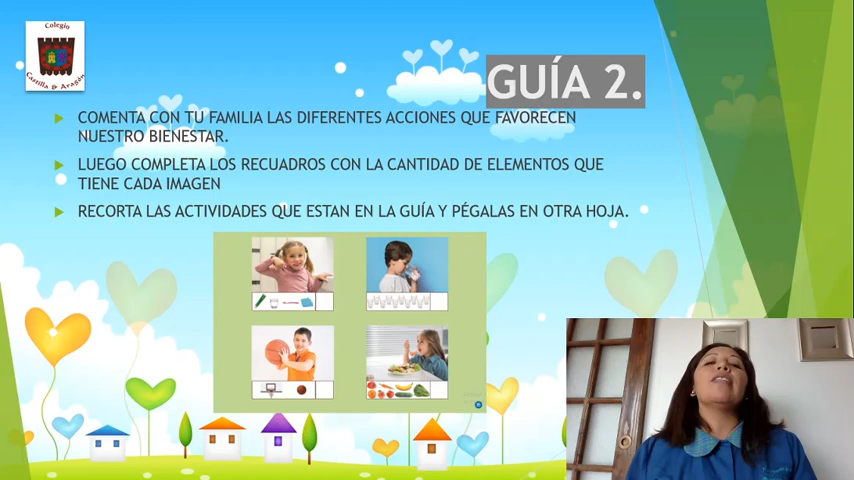 Colegio
Castilla & Aragón
GUÍA 2.
COMENTA CON TU FAMILIA LAS DIFERENTES ACCIONES QUE FAVORECEN
NUESTRO BIENESTAR.
LUEGO COMPLETA LOS RECUADROS CON LA CANTIDAD DE ELEMENTOS QUE
TIENE CADA IMAGEN
RECORTA LAS ACTIVIDADES QUE ESTAN EN LA GUÍA Y PÉGALAS EN OTRA HOJA.